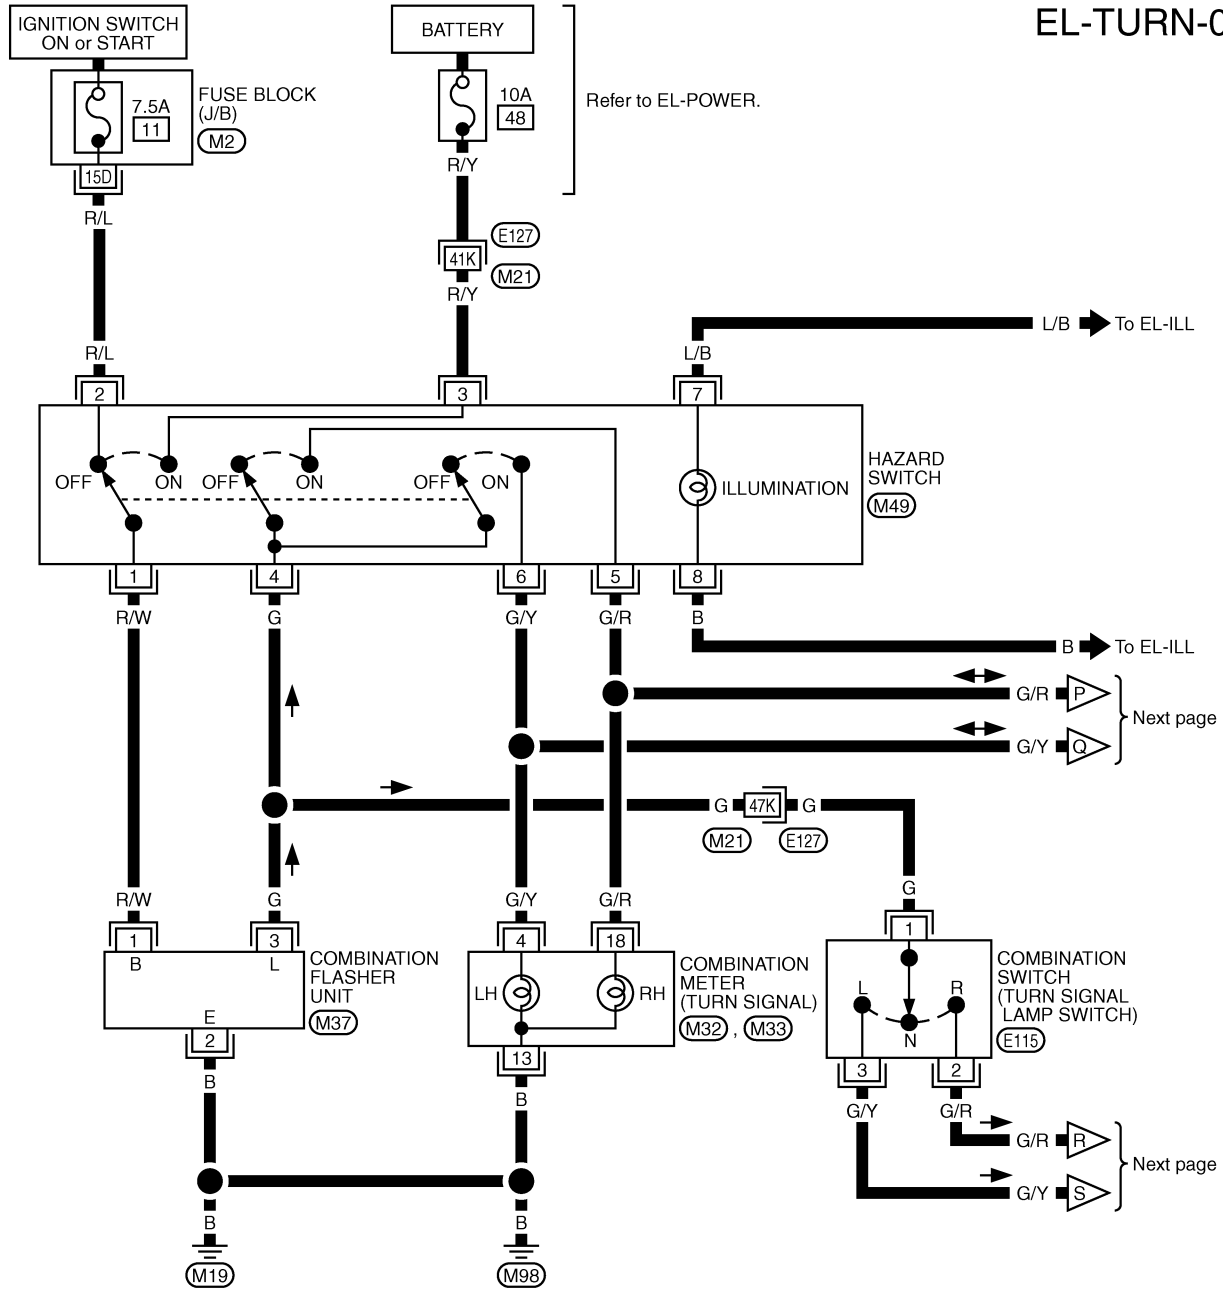 EL-TURN-0
IGNITION SWITCH
ON or START
BATTERY
7.5A
11
FUSE BLOCK
(J/B)
M2
10A
48
Refer to EL-POWER.
15D
R/L
R/Y
E127
41K
M21
R/Y
R/L
L/B
To EL-ILL
L/B
2
3
7
OFF
ON
OFF
ON
OFF
ON
ILLUMINATION
HAZARD
SWITCH
M49
1
4
6
5
8
R/W
G
G/Y
G/R
B
B
To EL-ILL
G/R
P
Next page
G/Y
Q
G
47K
G
M21
E127
R/W
G
G/Y
G/R
G
1
3
4
18
1
B
L
E
COMBINATION
FLASHER
UNIT
M37
LH
RH
COMBINATION
METER
(TURN SIGNAL)
M32 , M33
L
R
N
COMBINATION
SWITCH
(TURN SIGNAL
LAMP SWITCH)
E115
2
13
3
2
B
B
G/Y
G/R
G/R
R
Next page
G/Y
S
B
B
M19
M98